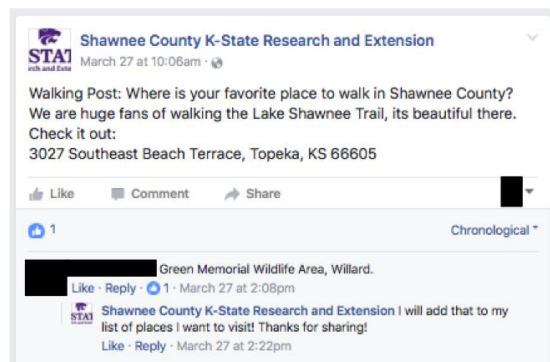 STAT
rch and Exte
Shawnee County K-State Research and Extension
March 27 at 10:06am ·
Walking Post: Where is your favorite place to walk in Shawnee County?
We are huge fans of walking the Lake Shawnee Trail, its beautiful there.
Check it out:
3027 Southeast Beach Terrace, Topeka, KS 66605
Like Comment Share
1 Chronological
Green Memorial Wildlife Area, Willard.
Like · Reply · 1 · March 27 at 2:08pm
STAT
Shawnee County K-State Research and Extension I will add that to my
list of places I want to visit! Thanks for sharing!
Like · Reply · March 27 at 2:22pm